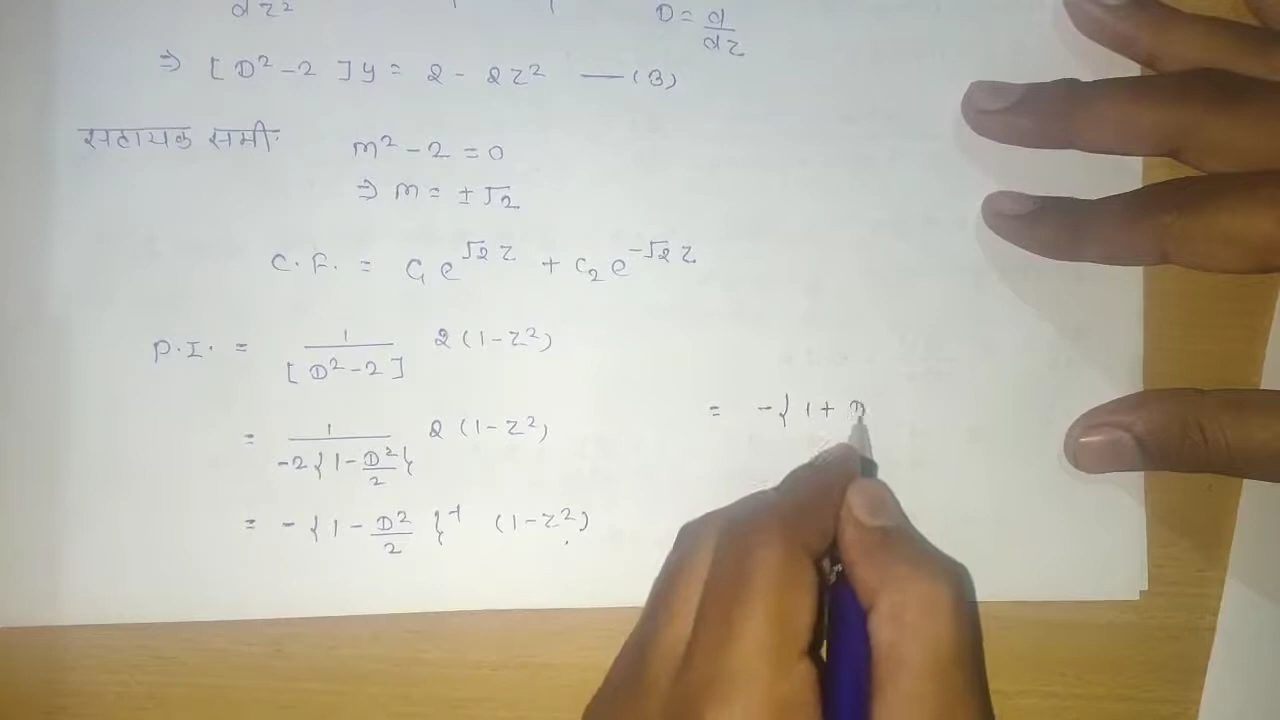 dz²
D = d/dz
⇒ [ D² - 2 ] y = 2 - 2z² — (3)
सहायक समी.
m² - 2 = 0
⇒ m = ±√2
C.F. = C₁ e^{√2 z} + C₂ e^{-√2 z}
P.I. = 1/[ D² - 2 ] 2 (1 - z²)
= 1/-2{ 1 - D²/2 } 2 (1 - z²)
= - { 1 - D²/2 }⁻¹ (1 - z²)
= - { 1 + D